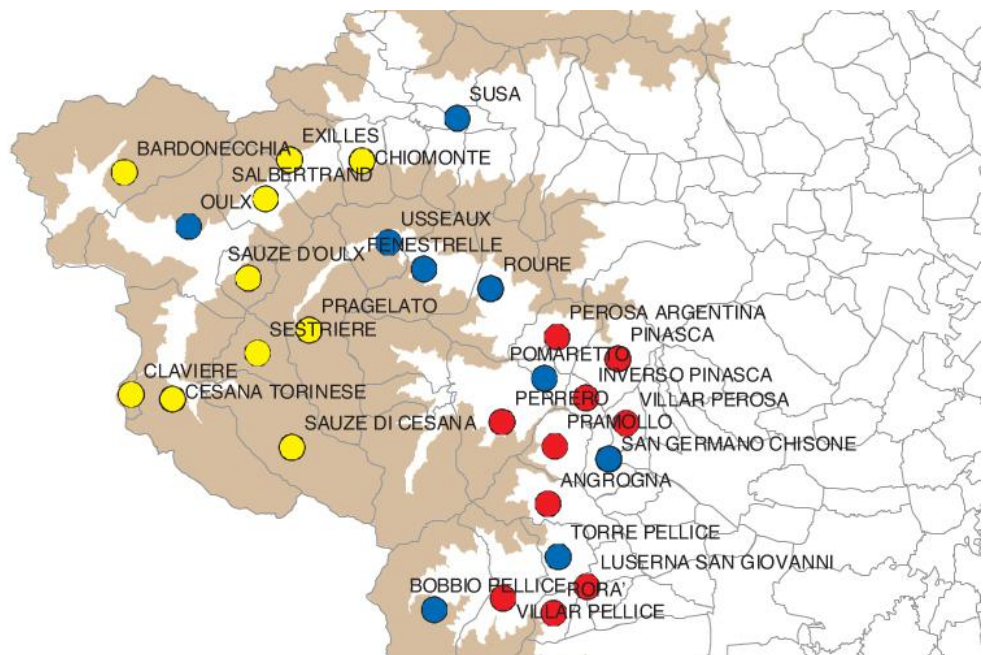 SUSA
EXILLES
BARDONECCHIA
CHIOMONTE
SALBERTRAND
OULX
USSEAUX
FENESTRELLE
SAUZE D'OULX
ROURE
PRAGELATO
PEROSA ARGENTINA
SESTRIERE
PINASCA
POMARETTO
CLAVIERE
INVERSO PINASCA
CESANA TORINESE
PERRERO
VILLAR PEROSA
SAUZE DI CESANA
PRAMOLLO
SAN GERMANO CHISONE
ANGROGNA
TORRE PELLICE
LUSERNA SAN GIOVANNI
BOBBIO PELLICE
RORA'
VILLAR PELLICE